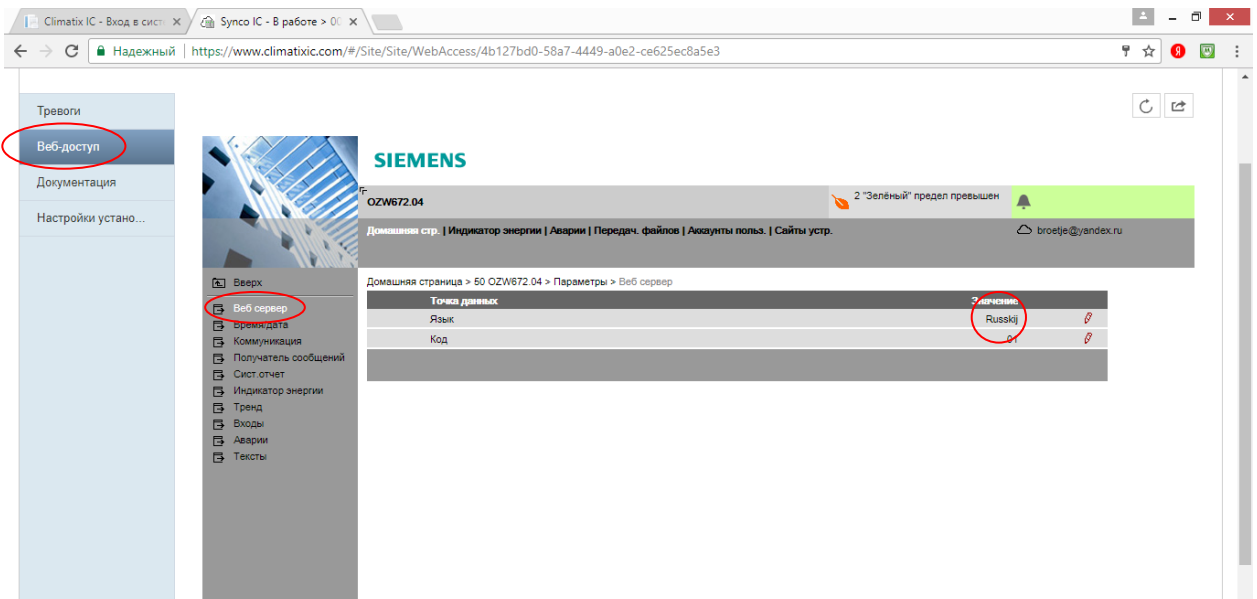 Climatix IC - Вход в сист
Synco IC - В работе > 00
Надежный https://www.climatixic.com/#/Site/Site/WebAccess/4b127bd0-58a7-4449-a0e2-ce625ec8a5e3
Тревоги
Веб-доступ
Документация
Настройки устано...
SIEMENS
OZW672.04
2 "Зелёный" предел превышен
Домашняя стр. | Индикатор энергии | Аварии | Передач. файлов | Аккаунты польз. | Сайты устр.
broetje@yandex.ru
Вверх
Веб сервер
Время/дата
Коммуникация
Получатель сообщений
Сист.отчет
Индикатор энергии
Тренд
Входы
Аварии
Тексты
Домашняя страница > 50 OZW672.04 > Параметры > Веб сервер
Точка данных Значение
Язык Russkij
Код 01